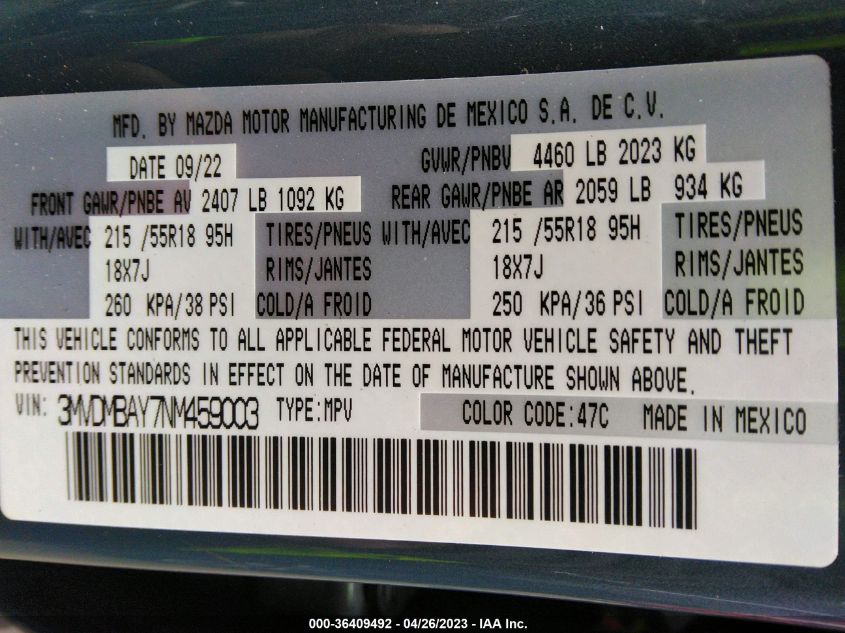 MFD. BY MAZDA MOTOR MANUFACTURING DE MEXICO S.A. DE C.V.
DATE 09/22 GVWR/PNBV 4460 LB 2023 KG
FRONT GAWR/PNBE AV 2407 LB 1092 KG REAR GAWR/PNBE AR 2059 LB 934 KG
WITH/AVEC 215 /55R18 95H TIRES/PNEUS WITH/AVEC 215 /55R18 95H TIRES/PNEUS
18X7J RIMS/JANTES 18X7J RIMS/JANTES
260 KPA/38 PSI COLD/A FROID 250 KPA/36 PSI COLD/A FROID
THIS VEHICLE CONFORMS TO ALL APPLICABLE FEDERAL MOTOR VEHICLE SAFETY AND THEFT
PREVENTION STANDARDS IN EFFECT ON THE DATE OF MANUFACTURE SHOWN ABOVE.
VIN: 3MVDMBAY7NM459003 TYPE:MPV COLOR CODE:47C MADE IN MEXICO
000-36409492 - 04/26/2023 - IAA Inc.